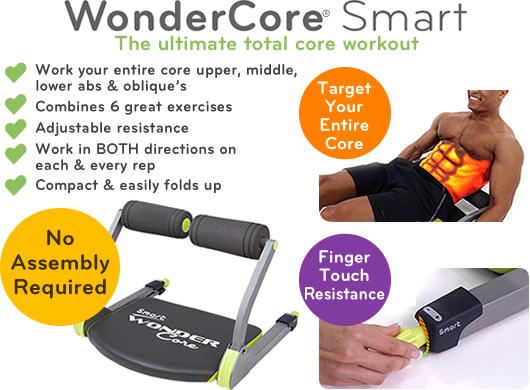 WonderCore® Smart
The ultimate total core workout
Work your entire core upper, middle,
lower abs & oblique's
Combines 6 great exercises
Adjustable resistance
Work in BOTH directions on
each & every rep
Compact & easily folds up
Target
Your
Entire
Core
No
Assembly
Required
Finger
Touch
Resistance
Smart
WONDER
Core
Smart